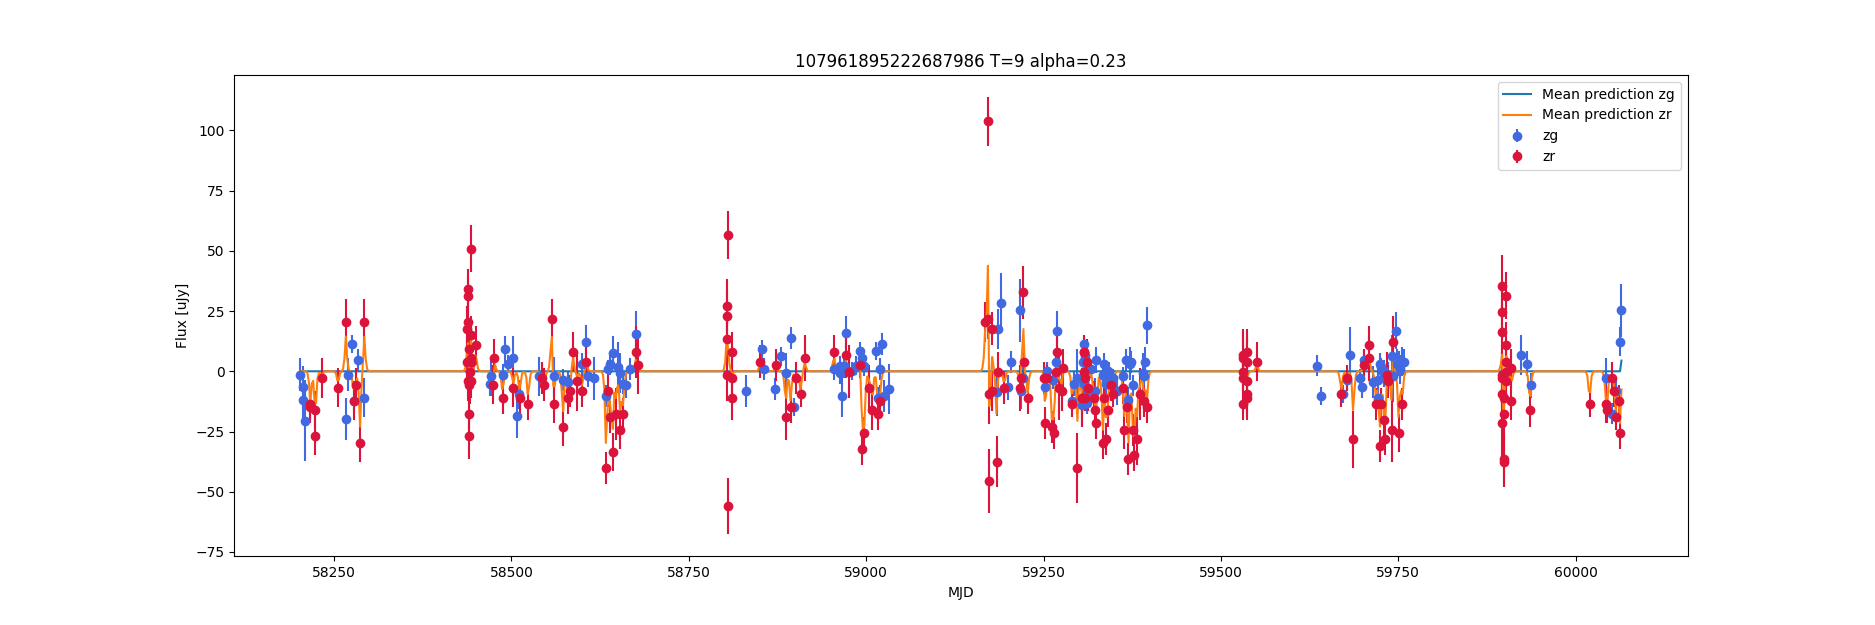 107961895222687986 T=9 alpha=0.23
Mean prediction zg
Mean prediction zr
zg
zr
Flux [uJy]
100
75
50
25
0
−25
−50
−75
58250 58500 58750 59000 59250 59500 59750 60000
MJD